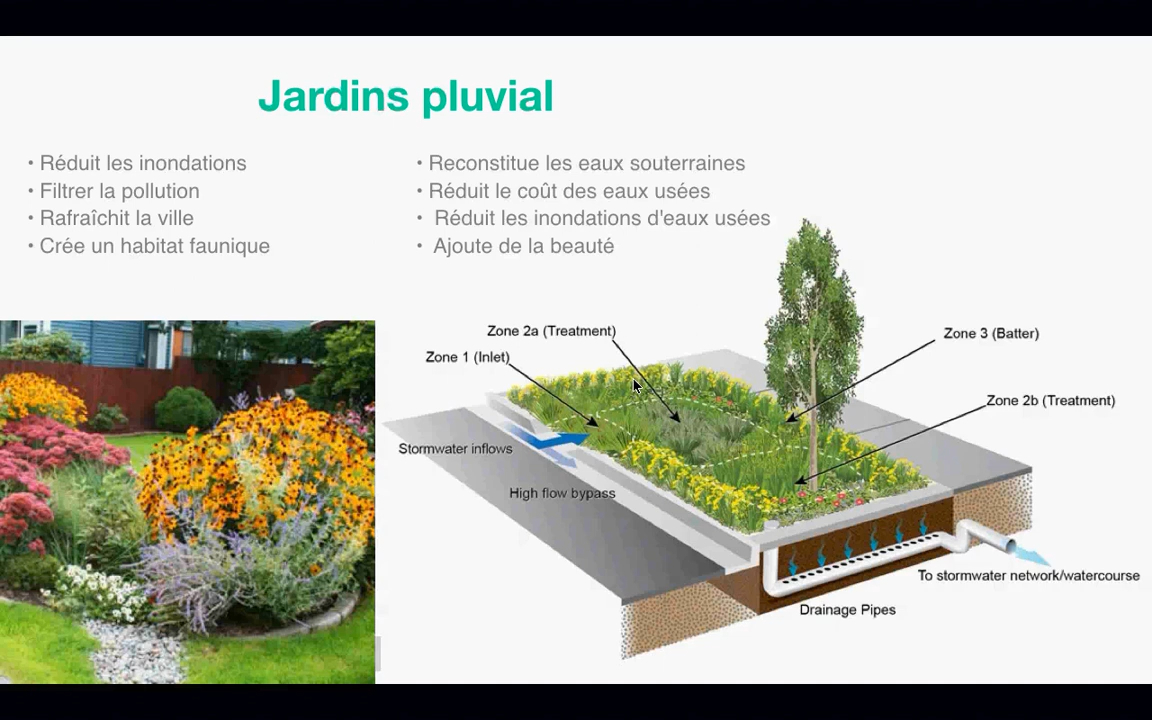 Jardins pluvial
• Réduit les inondations
• Filtrer la pollution
• Rafraîchit la ville
• Crée un habitat faunique
• Reconstitue les eaux souterraines
• Réduit le coût des eaux usées
• Réduit les inondations d'eaux usées
• Ajoute de la beauté
Zone 2a (Treatment)
Zone 1 (Inlet)
Zone 3 (Batter)
Zone 2b (Treatment)
Stormwater inflows
High flow bypass
To stormwater network/watercourse
Drainage Pipes